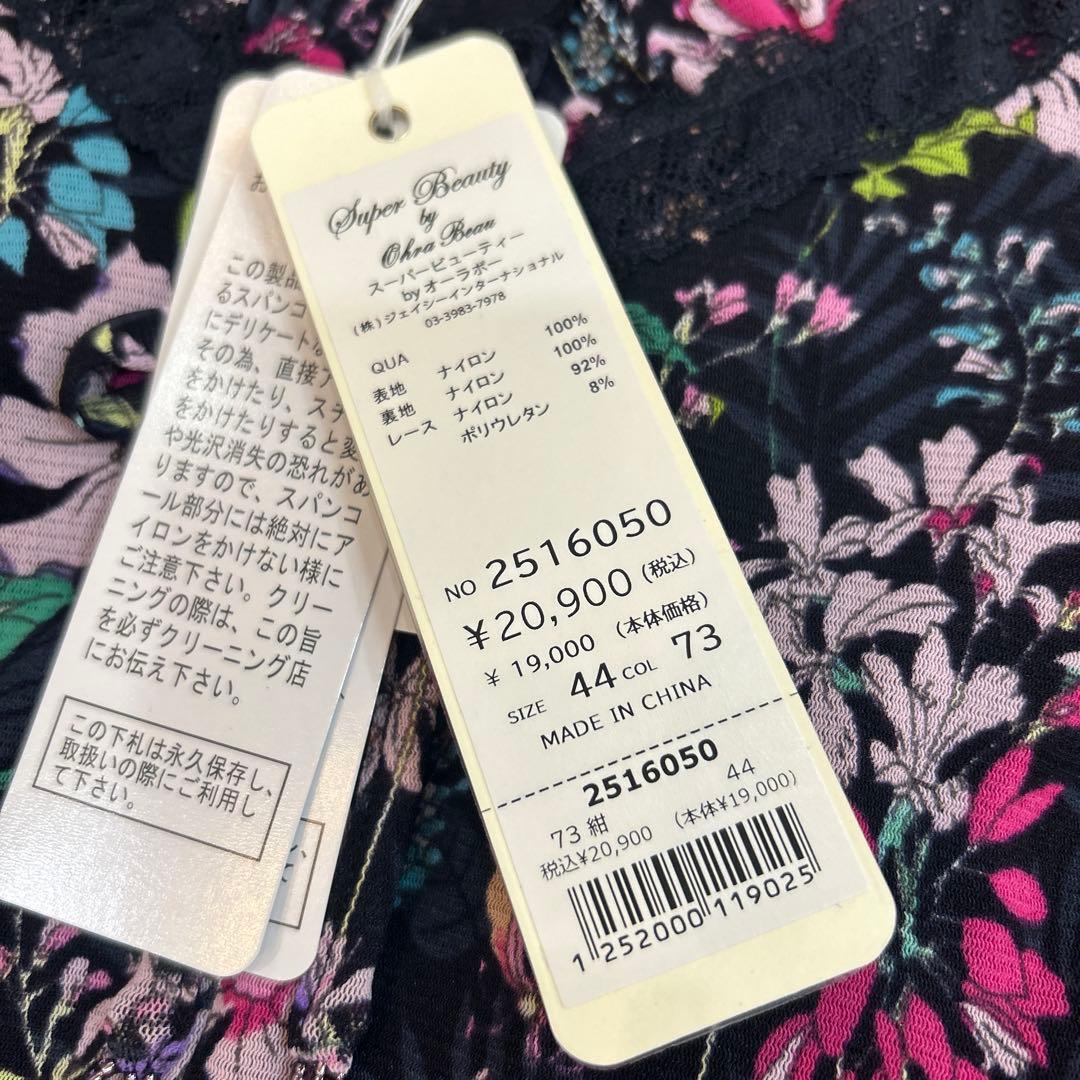 お
この製品
るスパンコ
にデリケート
その為、直接ア
をかけたり、スチ
をかけたりすると変
や光沢消失の恐れがあ
りますので、スパンコ
ール部分には絶対にア
イロンをかけない様に
ご注意下さい。クリー
ニングの際は、この旨
を必ずクリーニング店
にお伝え下さい。
この下札は永久保存し、
取扱いの際にご利用し
て下さい。
Super Beauty
by
Ohra Beau
スーパービューティー
byオーラボー
(株)ジェイシーインターナショナル
03-3983-7978
QUA
表地 ナイロン 100%
裏地 ナイロン 100%
レース ナイロン 92%
ポリウレタン 8%
NO 2516050
¥20,900 (税込)
¥ 19,000 (本体価格)
SIZE 44 COL 73
MADE IN CHINA
2516050
73 紺 44
税込¥20,900 (本体¥19,000)
1 252000 119025